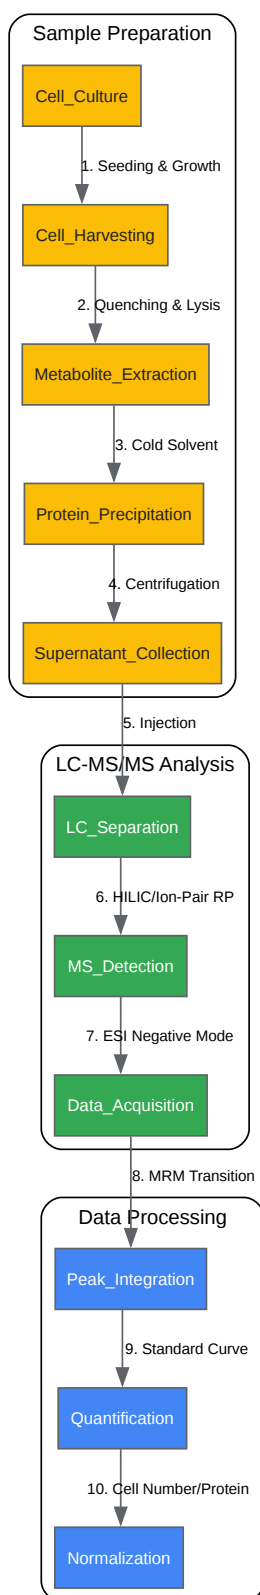 Sample Preparation
Cell_Culture
1. Seeding & Growth
Cell_Harvesting
2. Quenching & Lysis
Metabolite_Extraction
3. Cold Solvent
Protein_Precipitation
4. Centrifugation
Supernatant_Collection
5. Injection
LC-MS/MS Analysis
LC_Separation
6. HILIC/Ion-Pair RP
MS_Detection
7. ESI Negative Mode
Data_Acquisition
8. MRM Transition
Data Processing
Peak_Integration
9. Standard Curve
Quantification
10. Cell Number/Protein
Normalization